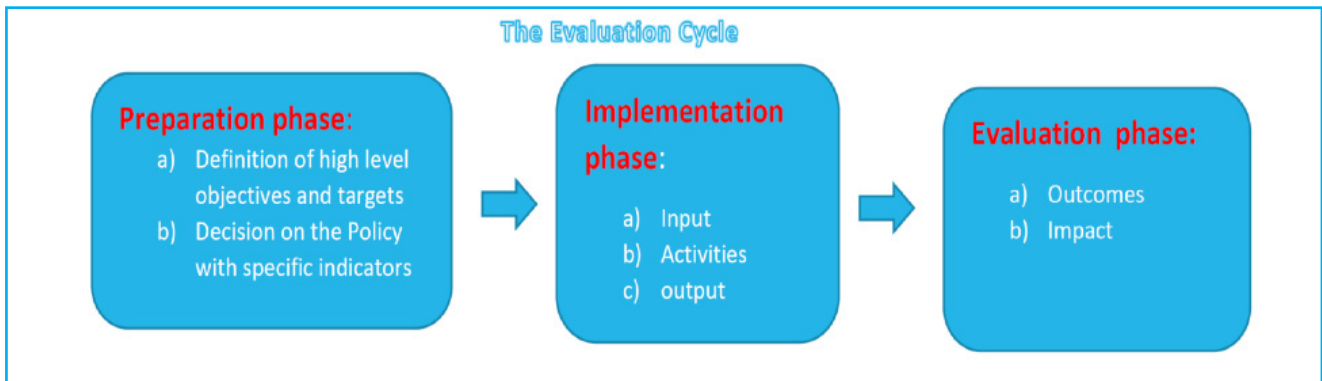 The Evaluation Cycle
Preparation phase:
a) Definition of high level
objectives and targets
b) Decision on the Policy
with specific indicators
Implementation
phase:
a) Input
b) Activities
c) output
Evaluation phase:
a) Outcomes
b) Impact